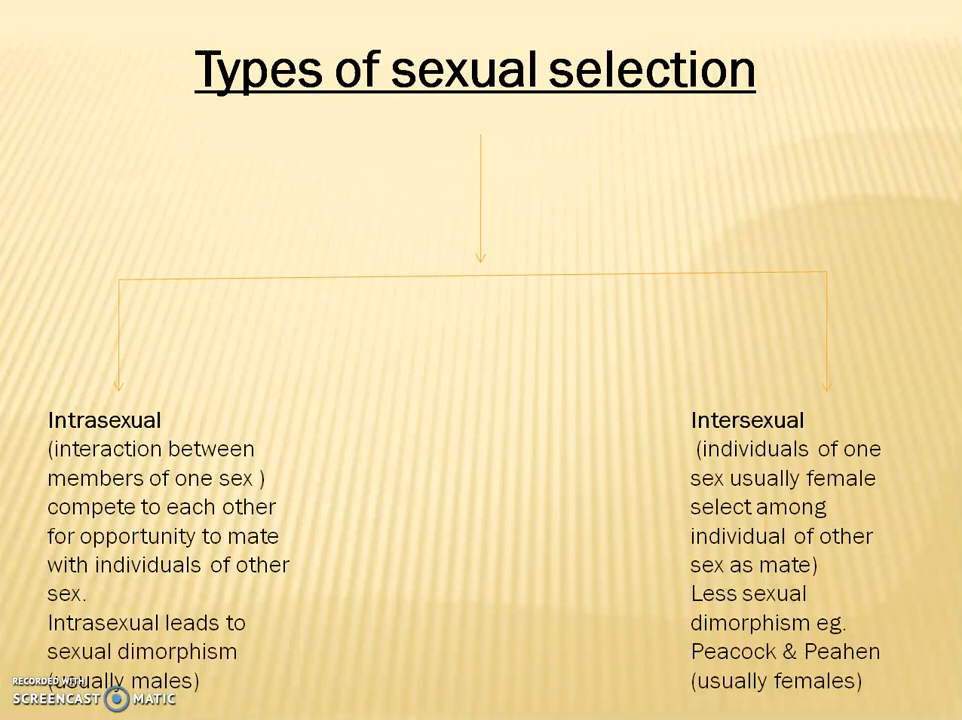 Types of sexual selection
Intrasexual
(interaction between
members of one sex )
compete to each other
for opportunity to mate
with individuals of other
sex.
Intrasexual leads to
sexual dimorphism
(usually males)
Intersexual
(individuals of one
sex usually female
select among
individual of other
sex as mate)
Less sexual
dimorphism eg.
Peacock & Peahen
(usually females)
RECORDED WITH
SCREENCAST MATIC